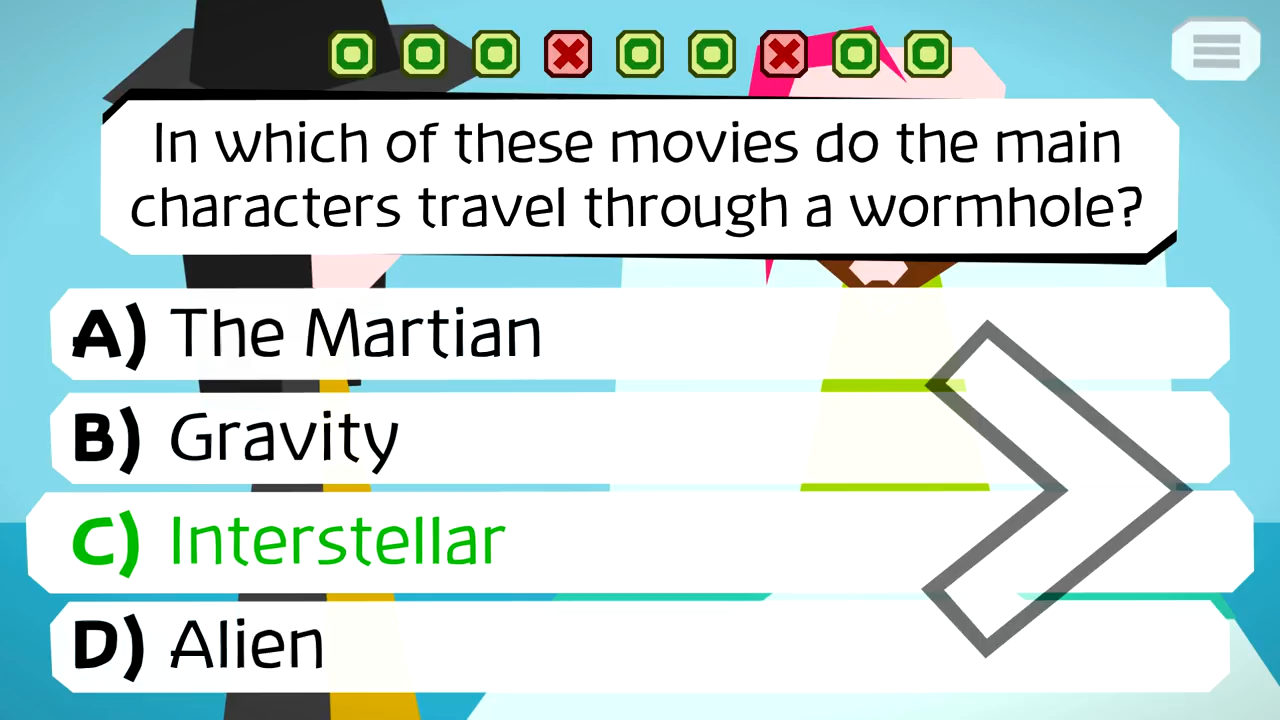 In which of these movies do the main
characters travel through a wormhole?
A) The Martian
B) Gravity
C) Interstellar
D) Alien